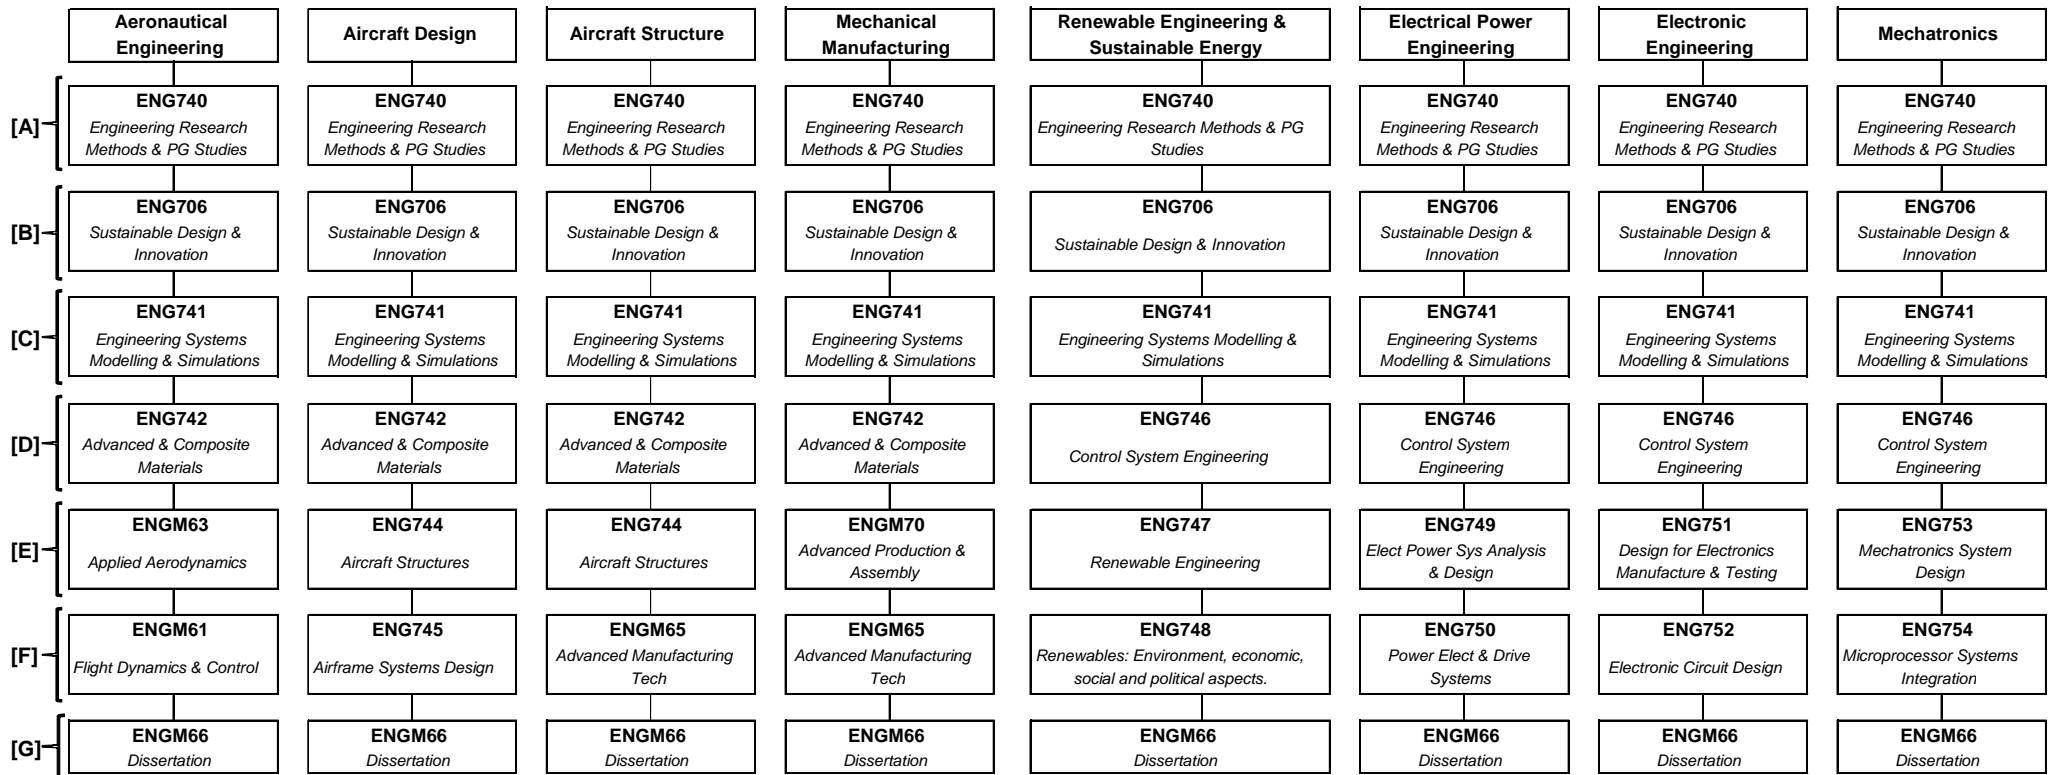 Aeronautical
Engineering
Aircraft Design
Aircraft Structure
Mechanical
Manufacturing
Renewable Engineering &
Sustainable Energy
Electrical Power
Engineering
Electronic
Engineering
Mechatronics
[A]
ENG740
Engineering Research
Methods & PG Studies
ENG740
Engineering Research
Methods & PG Studies
ENG740
Engineering Research
Methods & PG Studies
ENG740
Engineering Research
Methods & PG Studies
ENG740
Engineering Research Methods & PG
Studies
ENG740
Engineering Research
Methods & PG Studies
ENG740
Engineering Research
Methods & PG Studies
ENG740
Engineering Research
Methods & PG Studies
[B]
ENG706
Sustainable Design &
Innovation
ENG706
Sustainable Design &
Innovation
ENG706
Sustainable Design &
Innovation
ENG706
Sustainable Design &
Innovation
ENG706
Sustainable Design & Innovation
ENG706
Sustainable Design &
Innovation
ENG706
Sustainable Design &
Innovation
ENG706
Sustainable Design &
Innovation
[C]
ENG741
Engineering Systems
Modelling & Simulations
ENG741
Engineering Systems
Modelling & Simulations
ENG741
Engineering Systems
Modelling & Simulations
ENG741
Engineering Systems
Modelling & Simulations
ENG741
Engineering Systems Modelling &
Simulations
ENG741
Engineering Systems
Modelling & Simulations
ENG741
Engineering Systems
Modelling & Simulations
ENG741
Engineering Systems
Modelling & Simulations
[D]
ENG742
Advanced & Composite
Materials
ENG742
Advanced & Composite
Materials
ENG742
Advanced & Composite
Materials
ENG742
Advanced & Composite
Materials
ENG746
Control System Engineering
ENG746
Control System
Engineering
ENG746
Control System
Engineering
ENG746
Control System
Engineering
[E]
ENGM63
Applied Aerodynamics
ENG744
Aircraft Structures
ENG744
Aircraft Structures
ENGM70
Advanced Production &
Assembly
ENG747
Renewable Engineering
ENG749
Elect Power Sys Analysis
& Design
ENG751
Design for Electronics
Manufacture & Testing
ENG753
Mechatronics System
Design
[F]
ENGM61
Flight Dynamics & Control
ENG745
Airframe Systems Design
ENGM65
Advanced Manufacturing
Tech
ENGM65
Advanced Manufacturing
Tech
ENG748
Renewables: Environment, economic,
social and political aspects.
ENG750
Power Elect & Drive
Systems
ENG752
Electronic Circuit Design
ENG754
Microprocessor Systems
Integration
[G]
ENGM66
Dissertation
ENGM66
Dissertation
ENGM66
Dissertation
ENGM66
Dissertation
ENGM66
Dissertation
ENGM66
Dissertation
ENGM66
Dissertation
ENGM66
Dissertation